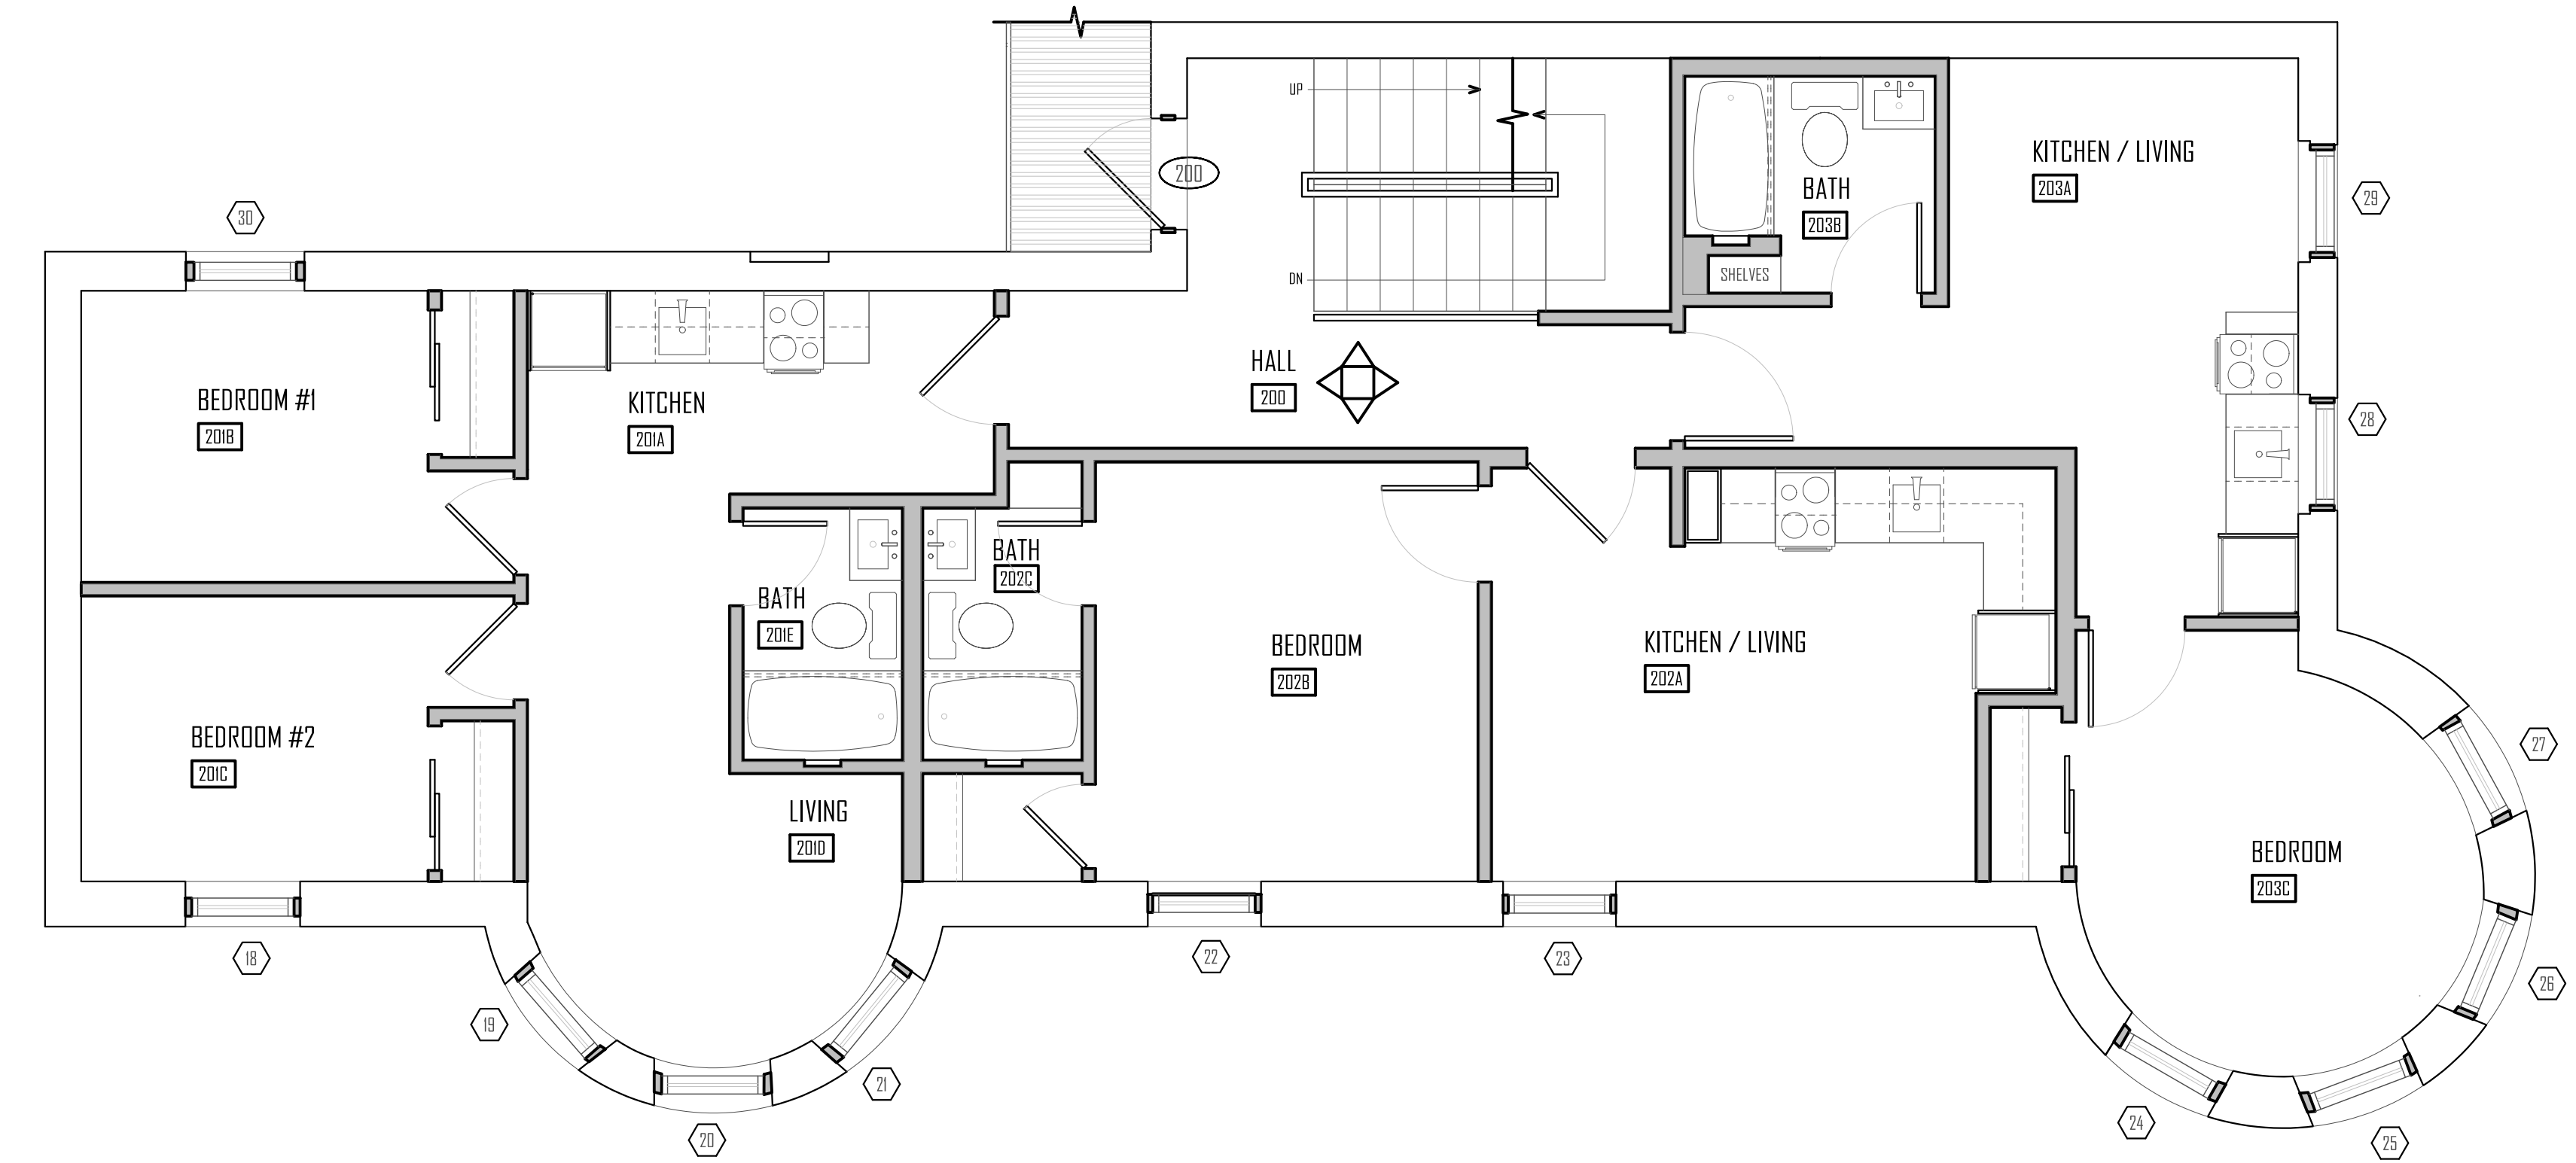 UP
200
KITCHEN / LIVING
203A
BATH
203B
29
30
SHELVES
DN
HALL
200
BEDROOM #1
201B
KITCHEN
201A
28
BATH
202C
BATH
201E
BEDROOM
202B
KITCHEN / LIVING
202A
BEDROOM #2
201C
27
LIVING
201D
BEDROOM
203C
18
22
23
26
19
21
24
20
25